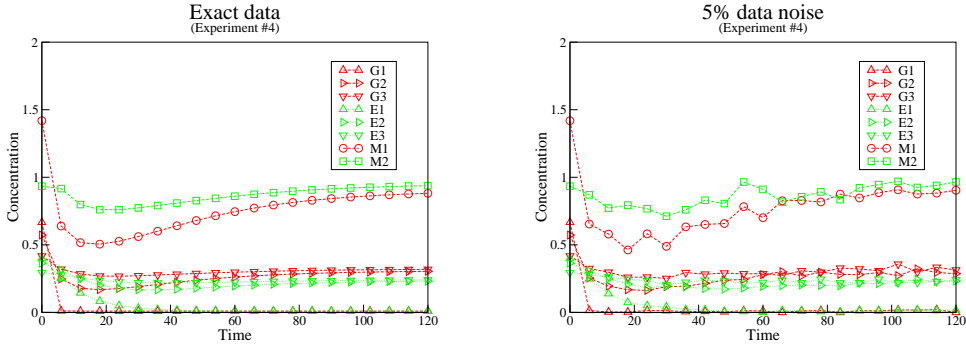 Exact data
(Experiment #4)
2
1.5
1
0.5
0
0 20 40 60 80 100 120
Time
Concentration
G1
G2
G3
E1
E2
E3
M1
M2
5% data noise
(Experiment #4)
2
1.5
1
0.5
0
0 20 40 60 80 100 120
Time
Concentration
G1
G2
G3
E1
E2
E3
M1
M2